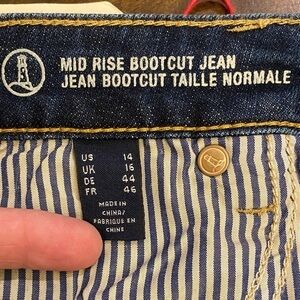 MID RISE BOOTCUT JEAN
JEAN BOOTCUT TAILLE NORMALE
US 14
UK 16
DE 44
FR 46
MADE IN
CHINA/
FABRIQUÉ EN
CHINE